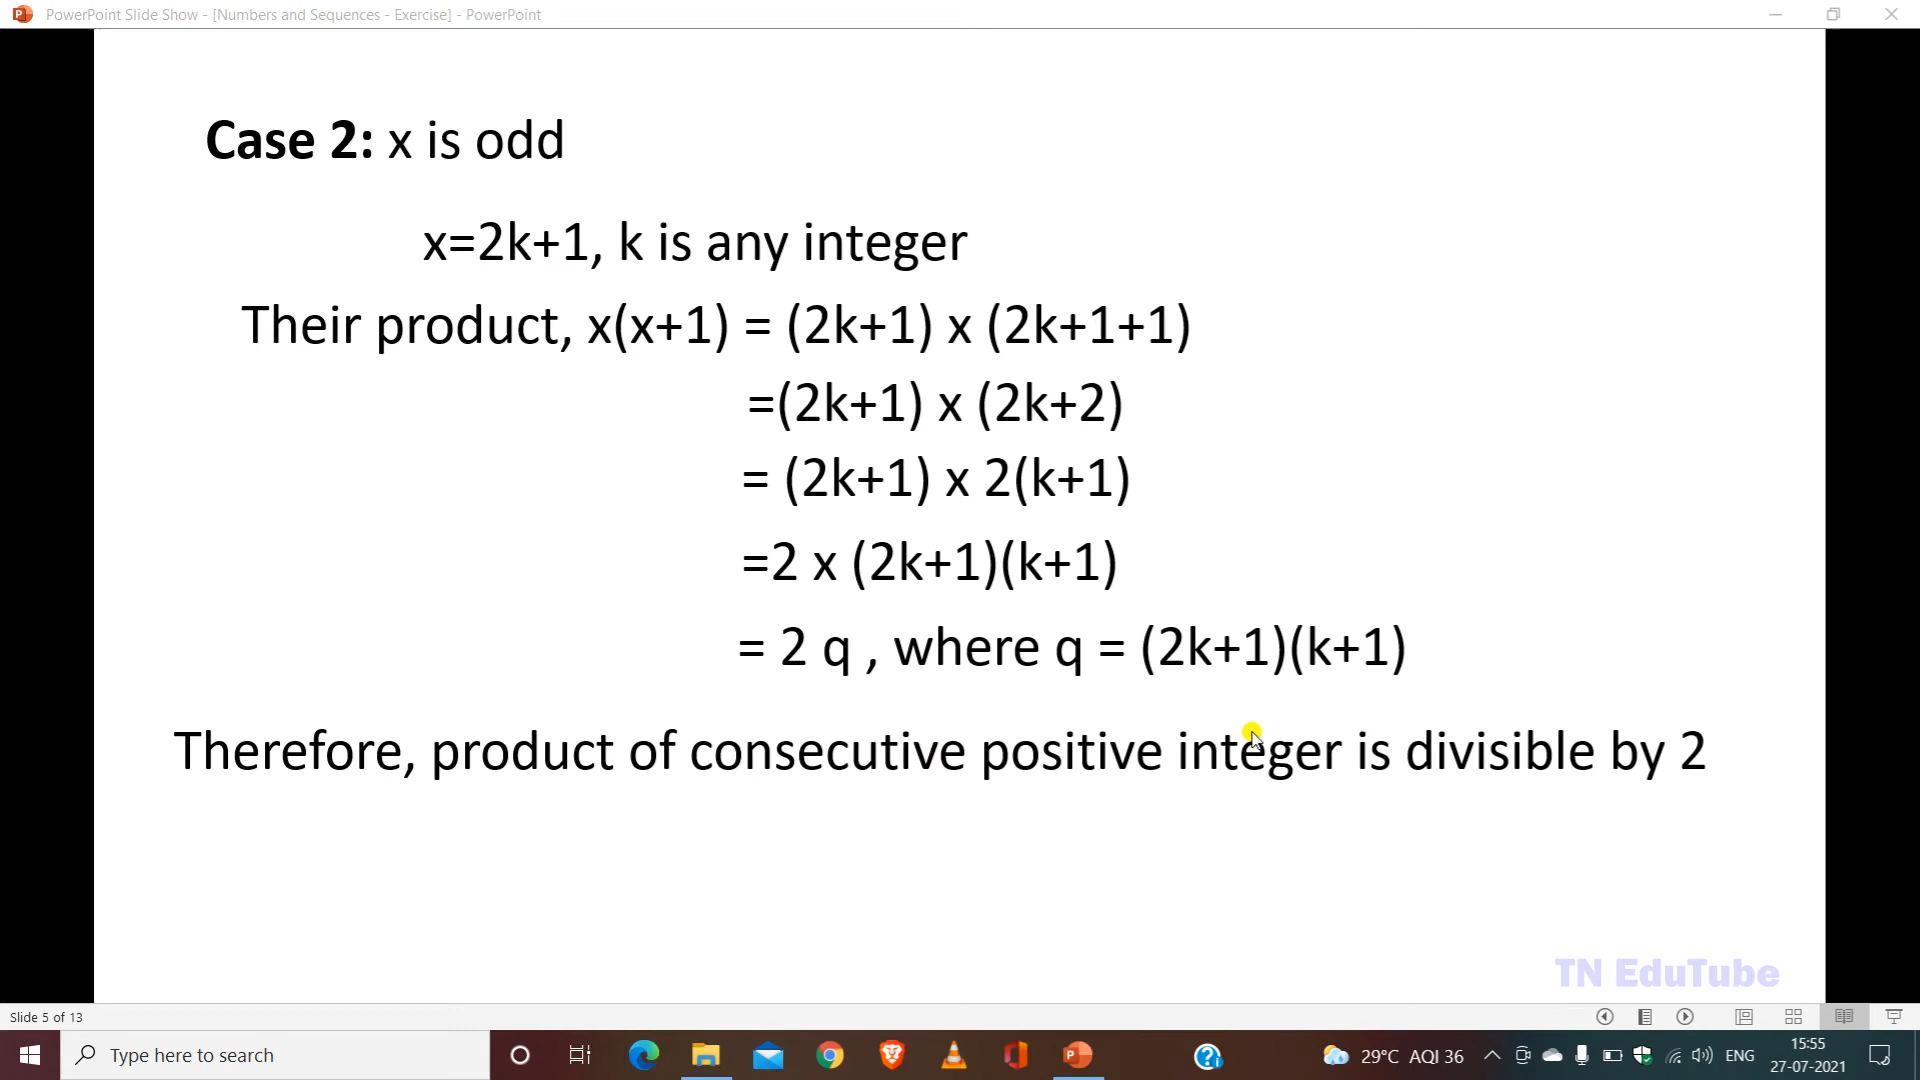 PowerPoint Slide Show - [Numbers and Sequences - Exercise] - PowerPoint
Case 2: x is odd
x=2k+1, k is any integer
Their product, x(x+1) = (2k+1) x (2k+1+1)
=(2k+1) x (2k+2)
= (2k+1) x 2(k+1)
=2 x (2k+1)(k+1)
= 2 q , where q = (2k+1)(k+1)
Therefore, product of consecutive positive integer is divisible by 2
TN EduTube
Slide 5 of 13
Type here to search
29°C AQI 36
ENG
15:55
27-07-2021